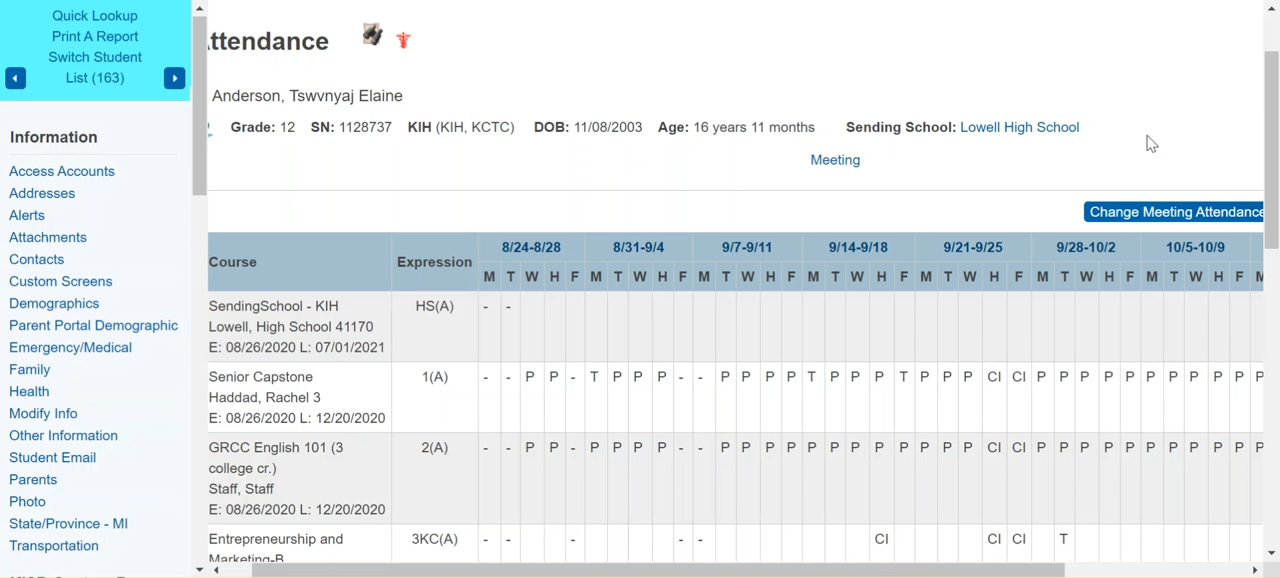 Quick Lookup
Print A Report
Switch Student
List (163)
Information
Access Accounts
Addresses
Alerts
Attachments
Contacts
Custom Screens
Demographics
Parent Portal Demographic
Emergency/Medical
Family
Health
Modify Info
Other Information
Student Email
Parents
Photo
State/Province - MI
Transportation
ttendance
Anderson, Tswvnyaj Elaine
Grade: 12 SN: 1128737 KIH (KIH, KCTC) DOB: 11/08/2003 Age: 16 years 11 months Sending School: Lowell High School
Meeting
Change Meeting Attendance
Course Expression 8/24-8/28 8/31-9/4 9/7-9/11 9/14-9/18 9/21-9/25 9/28-10/2 10/5-10/9
M T W H F M T W H F M T W H F M T W H F M T W H F M T W H F M T W H F M
SendingSchool - KIH HS(A) - -
Lowell, High School 41170
E: 08/26/2020 L: 07/01/2021
Senior Capstone 1(A) - - P P - T P P P - - P P P P T P P P T P P P CI CI P P P P P P P P P P P
Haddad, Rachel 3
E: 08/26/2020 L: 12/20/2020
GRCC English 101 (3 2(A) - - P P - P P P P - - P P P P P P P P P P P P CI CI P P P P P P P P P P P
college cr.)
Staff, Staff
E: 08/26/2020 L: 12/20/2020
Entrepreneurship and 3KC(A) - - - - - CI CI CI T
Marketing-B